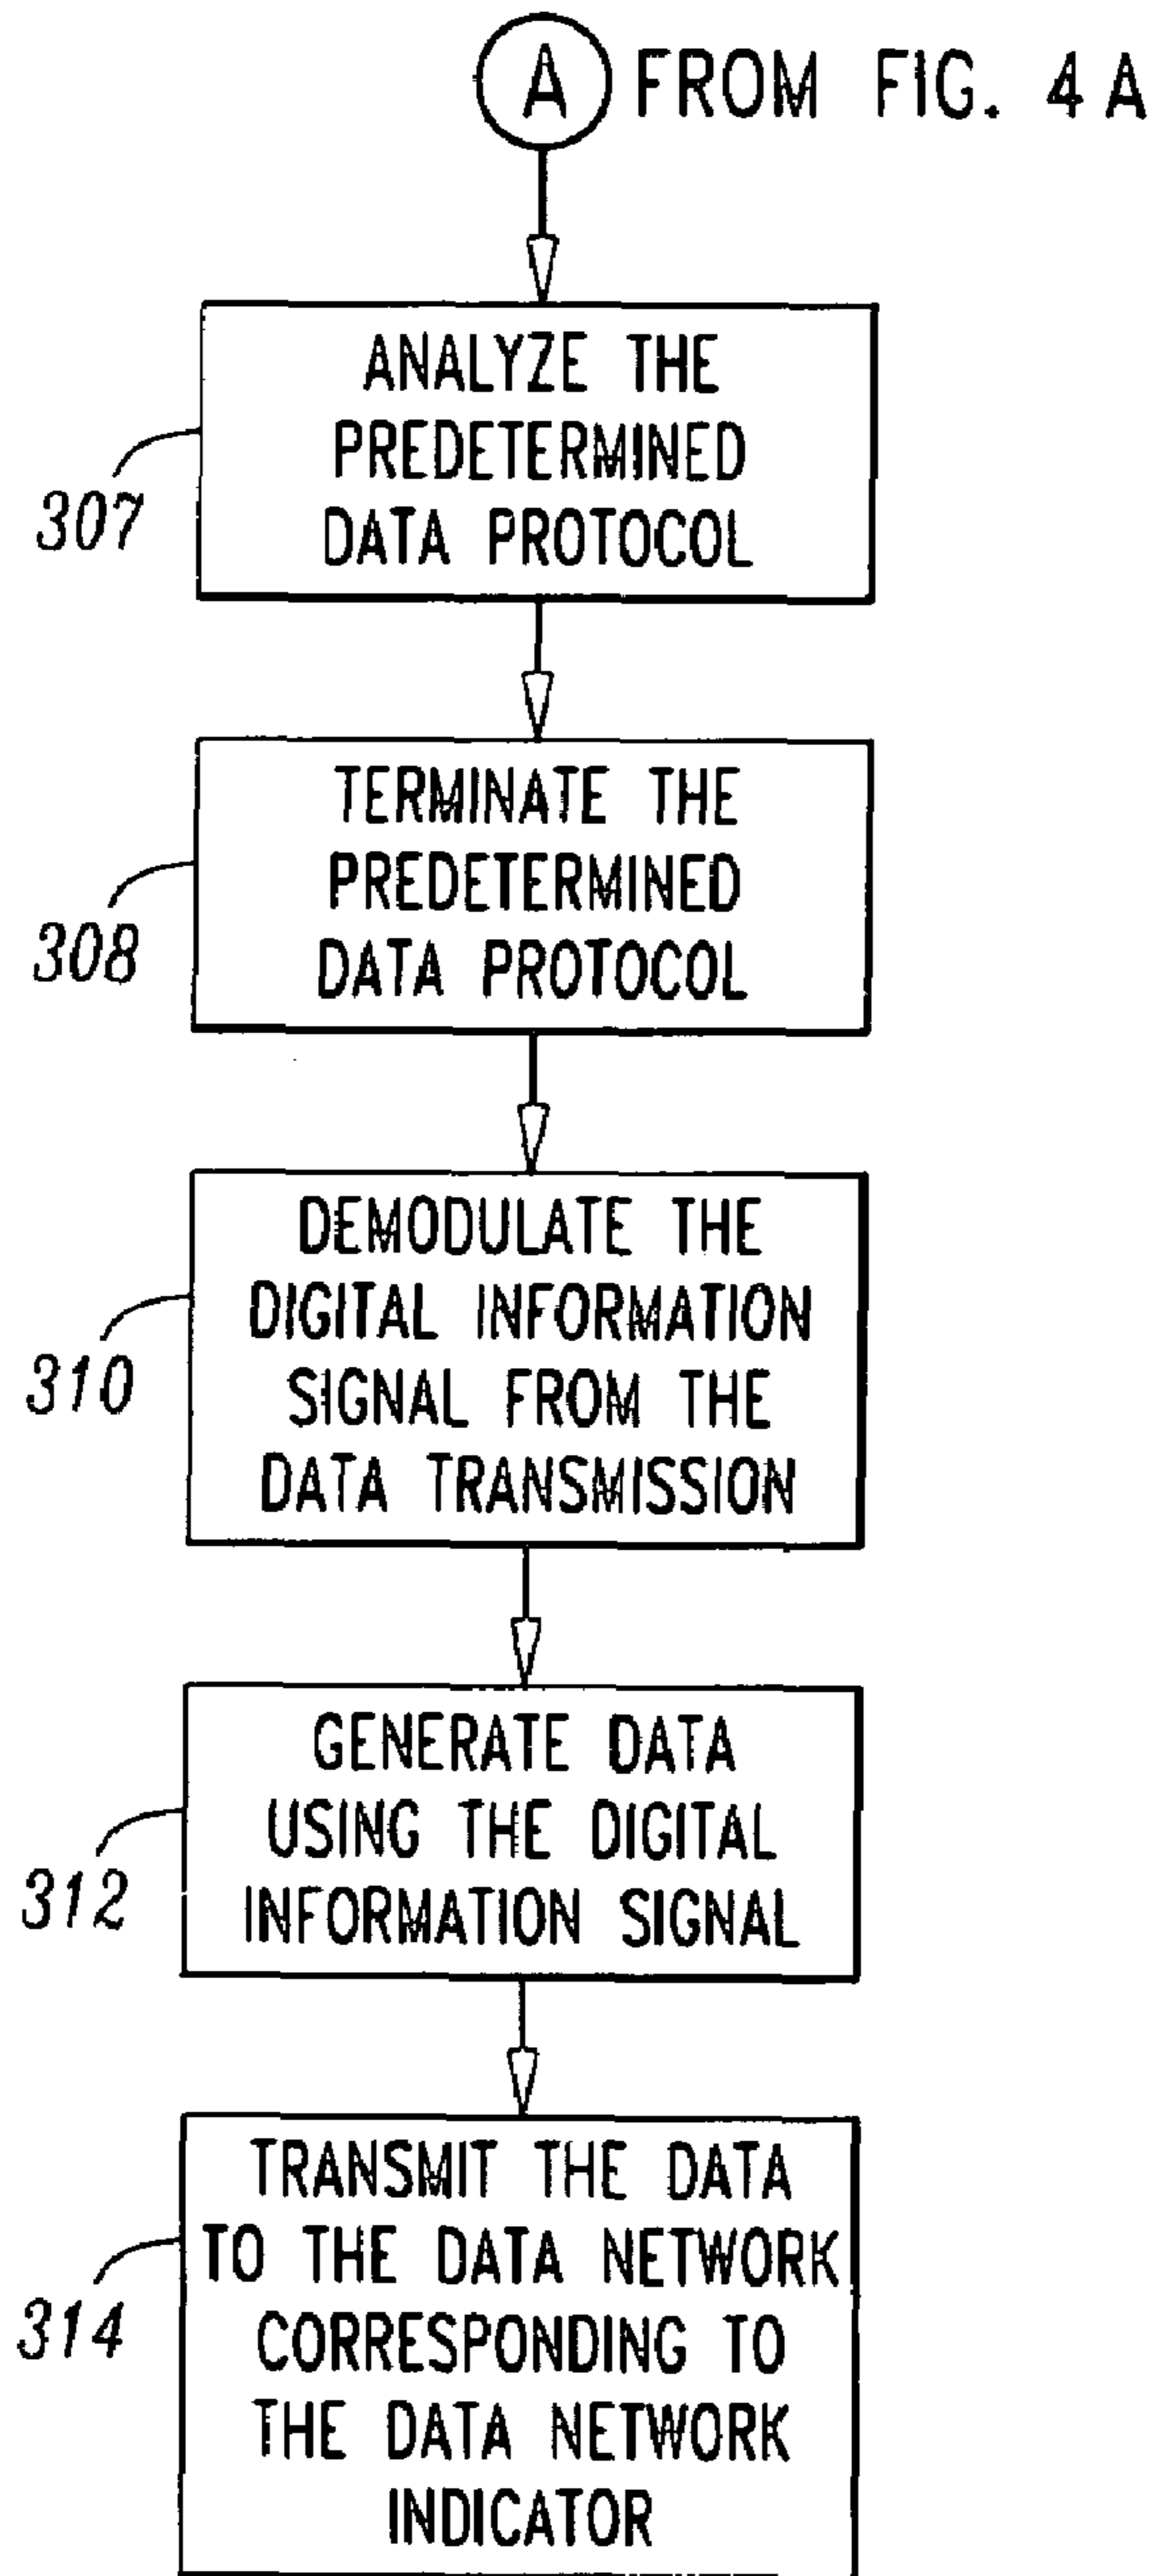 A FROM FIG. 4A
ANALYZE THE
PREDETERMINED
DATA PROTOCOL
307
TERMINATE THE
PREDETERMINED
DATA PROTOCOL
308
DEMODULATE THE
DIGITAL INFORMATION
SIGNAL FROM THE
DATA TRANSMISSION
310
GENERATE DATA
USING THE DIGITAL
INFORMATION SIGNAL
312
TRANSMIT THE DATA
TO THE DATA NETWORK
CORRESPONDING TO
THE DATA NETWORK
INDICATOR
314